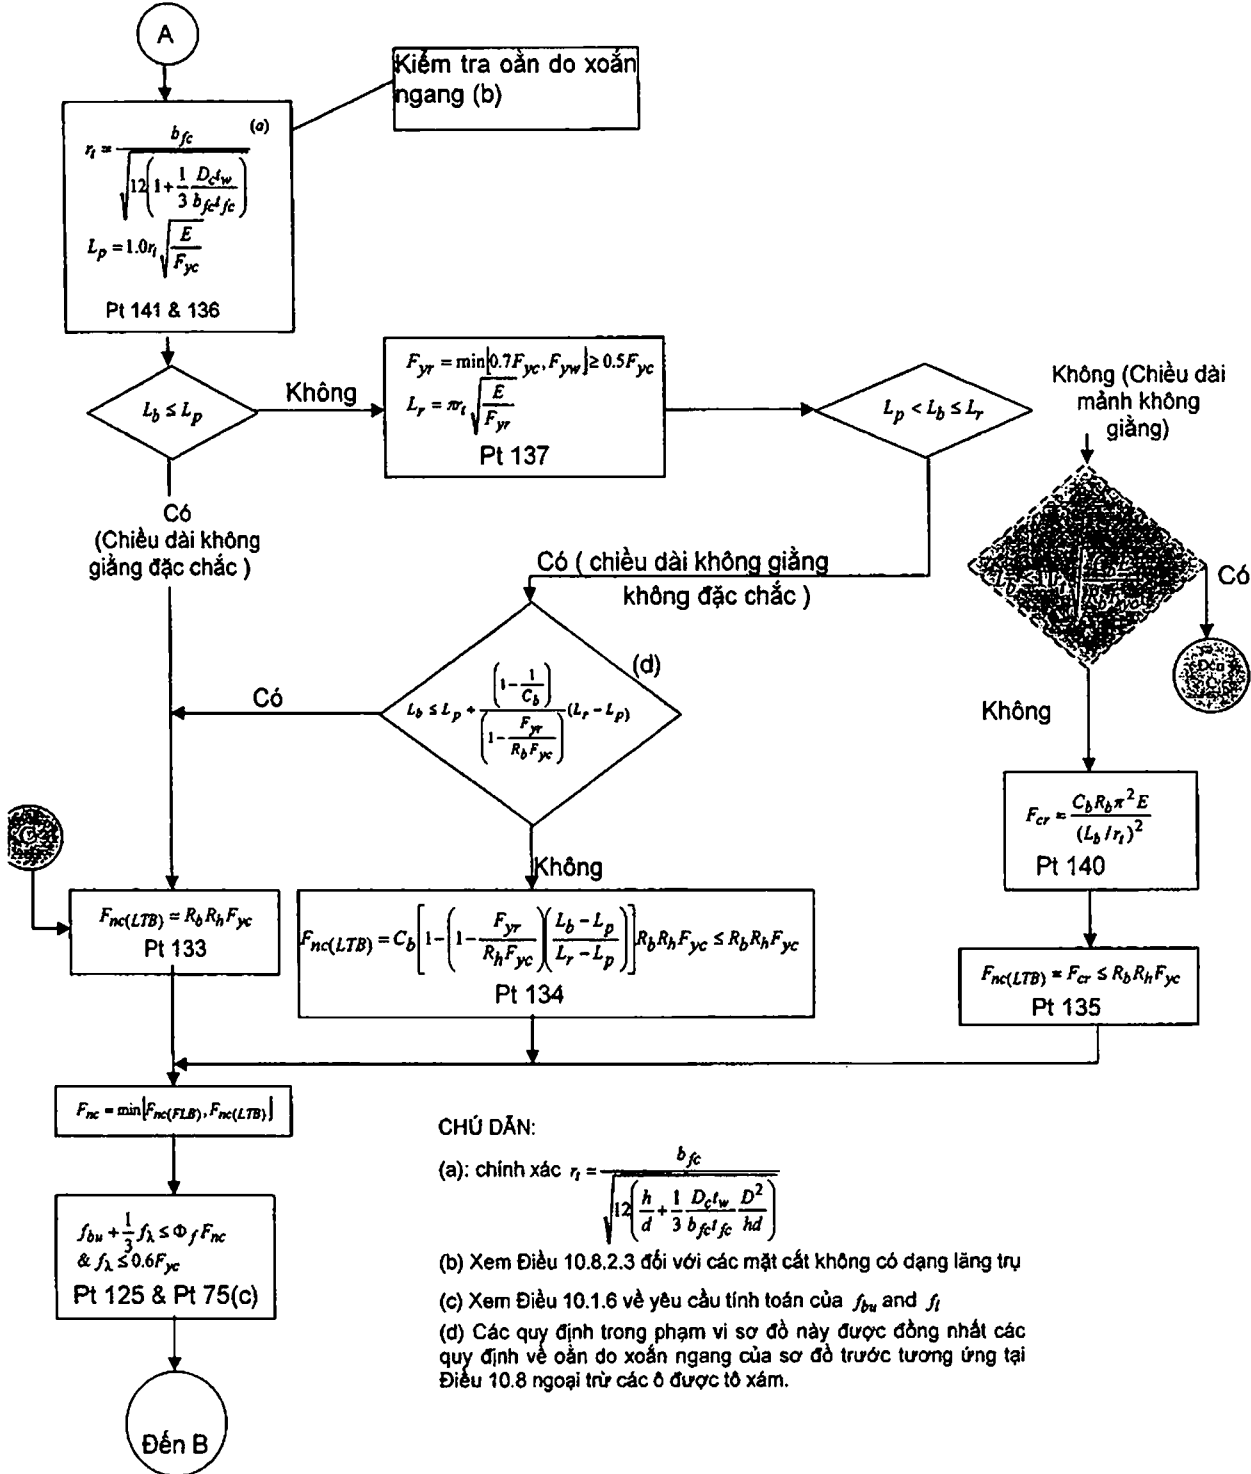 A
Kiểm tra oằn do xoắn
ngang (b)
(a)
r_t = b_fc / √(12(1 + 1/3 D_c t_w / b_fc t_fc))
L_p = 1.0r_t √(E / F_yc)
Pt 141 & 136
L_b ≤ L_p
Không
F_yr = min[0.7F_yc, F_yw] ≥ 0.5F_yc
L_r = πr_t √(E / F_yr)
Pt 137
L_p < L_b ≤ L_r
Không (Chiều dài
mảnh không
giằng)
Có
(Chiều dài không
giằng đặc chắc )
Có ( chiều dài không giằng
không đặc chắc )
Có
Đến
C
(d)
L_b ≤ L_p + (1 - 1/C_b) / (1 - F_yr / R_b F_yc) (L_r - L_p)
Có
Không
Không
C
F_cr = C_b R_b π² E / (L_b / r_t)²
Pt 140
F_nc(LTB) = R_b R_h F_yc
Pt 133
F_nc(LTB) = C_b [1 - (1 - F_yr / R_h F_yc)(L_b - L_p / L_r - L_p)] R_b R_h F_yc ≤ R_b R_h F_yc
Pt 134
F_nc(LTB) = F_cr ≤ R_b R_h F_yc
Pt 135
F_nc = min[F_nc(FLB), F_nc(LTB)]
f_bu + 1/3 f_λ ≤ Φ_f F_nc
& f_λ ≤ 0.6F_yc
Pt 125 & Pt 75(c)
Đến B
CHÚ DẪN:
(a): chính xác r_t = b_fc / √(12(h/d + 1/3 D_c t_w / b_fc t_fc D²/hd))
(b) Xem Điều 10.8.2.3 đối với các mặt cắt không có dạng lăng trụ
(c) Xem Điều 10.1.6 về yêu cầu tính toán của f_bu and f_l
(d) Các quy định trong phạm vi sơ đồ này được đồng nhất các
quy định về oằn do xoắn ngang của sơ đồ trước tương ứng tại
Điều 10.8 ngoại trừ các ô được tô xám.